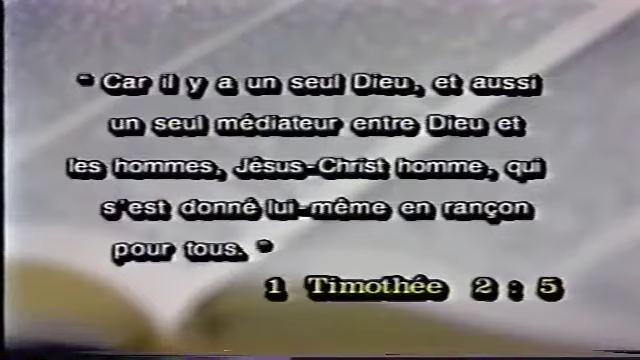 " Car il y a un seul Dieu, et aussi
un seul médiateur entre Dieu et
les hommes, Jésus-Christ homme, qui
s'est donné lui-même en rançon
pour tous. "
1 Timothée 2 : 5